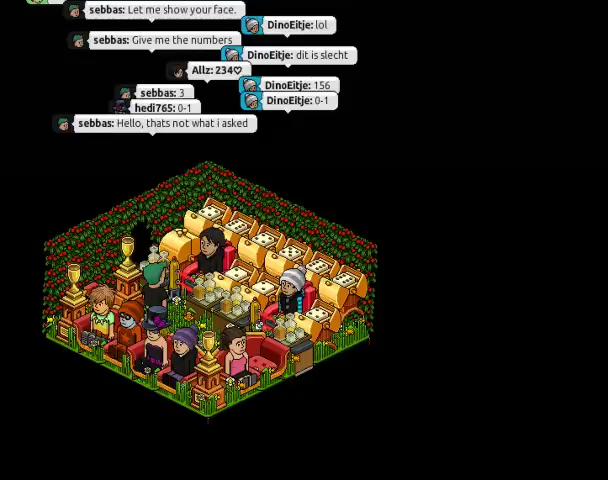 sebbas: Let me show your face.
DinoEitje: lol
sebbas: Give me the numbers
DinoEitje: dit is slecht
Allz: 234♡
DinoEitje: 156
sebbas: 3
DinoEitje: 0-1
hedi765: 0-1
sebbas: Hello, thats not what i asked